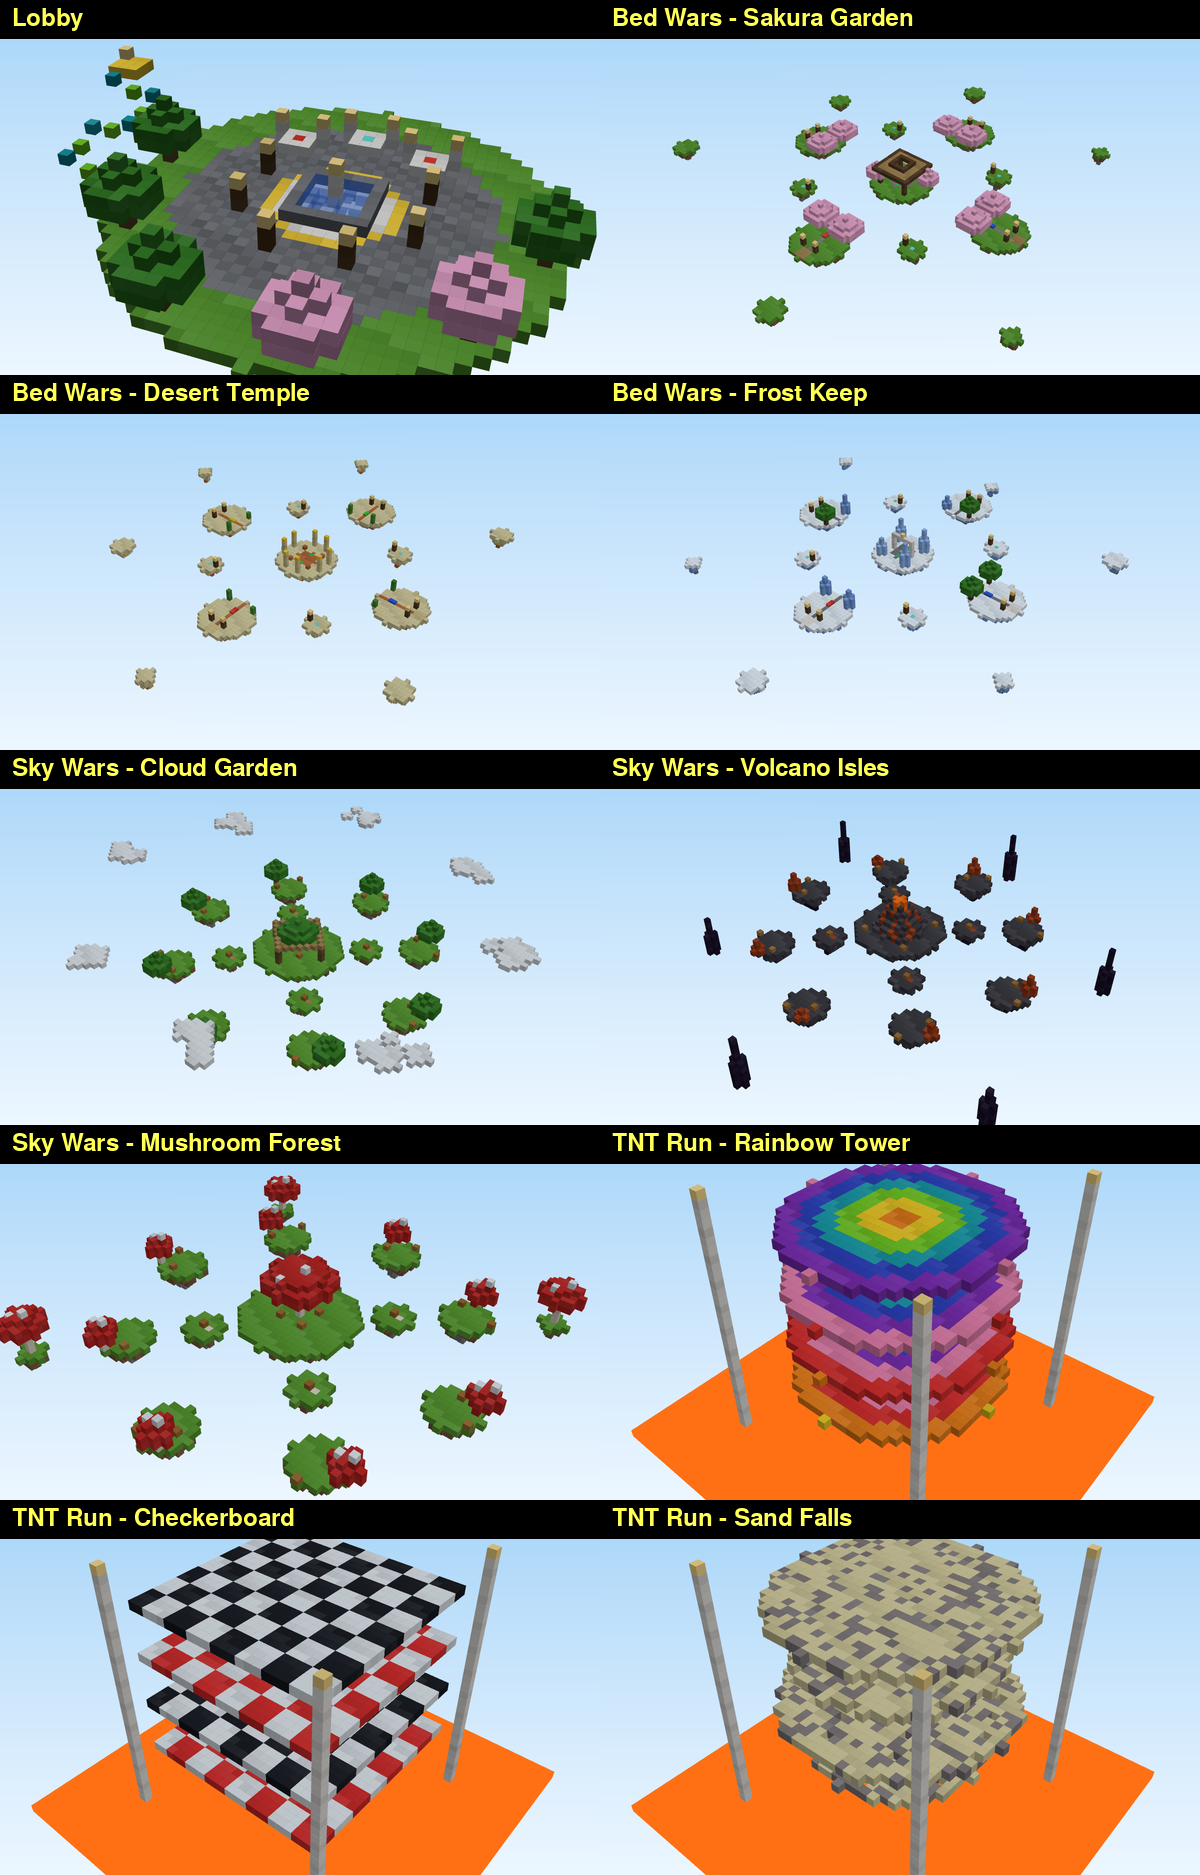 Lobby
Bed Wars - Sakura Garden
Bed Wars - Desert Temple
Bed Wars - Frost Keep
Sky Wars - Cloud Garden
Sky Wars - Volcano Isles
Sky Wars - Mushroom Forest
TNT Run - Rainbow Tower
TNT Run - Checkerboard
TNT Run - Sand Falls